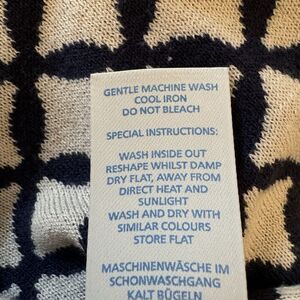 GENTLE MACHINE WASH
COOL IRON
DO NOT BLEACH
SPECIAL INSTRUCTIONS:
WASH INSIDE OUT
RESHAPE WHILST DAMP
DRY FLAT, AWAY FROM
DIRECT HEAT AND
SUNLIGHT
WASH AND DRY WITH
SIMILAR COLOURS
STORE FLAT
MASCHINENWÄSCHE IM
SCHONWASCHGANG
KALT BÜGELN